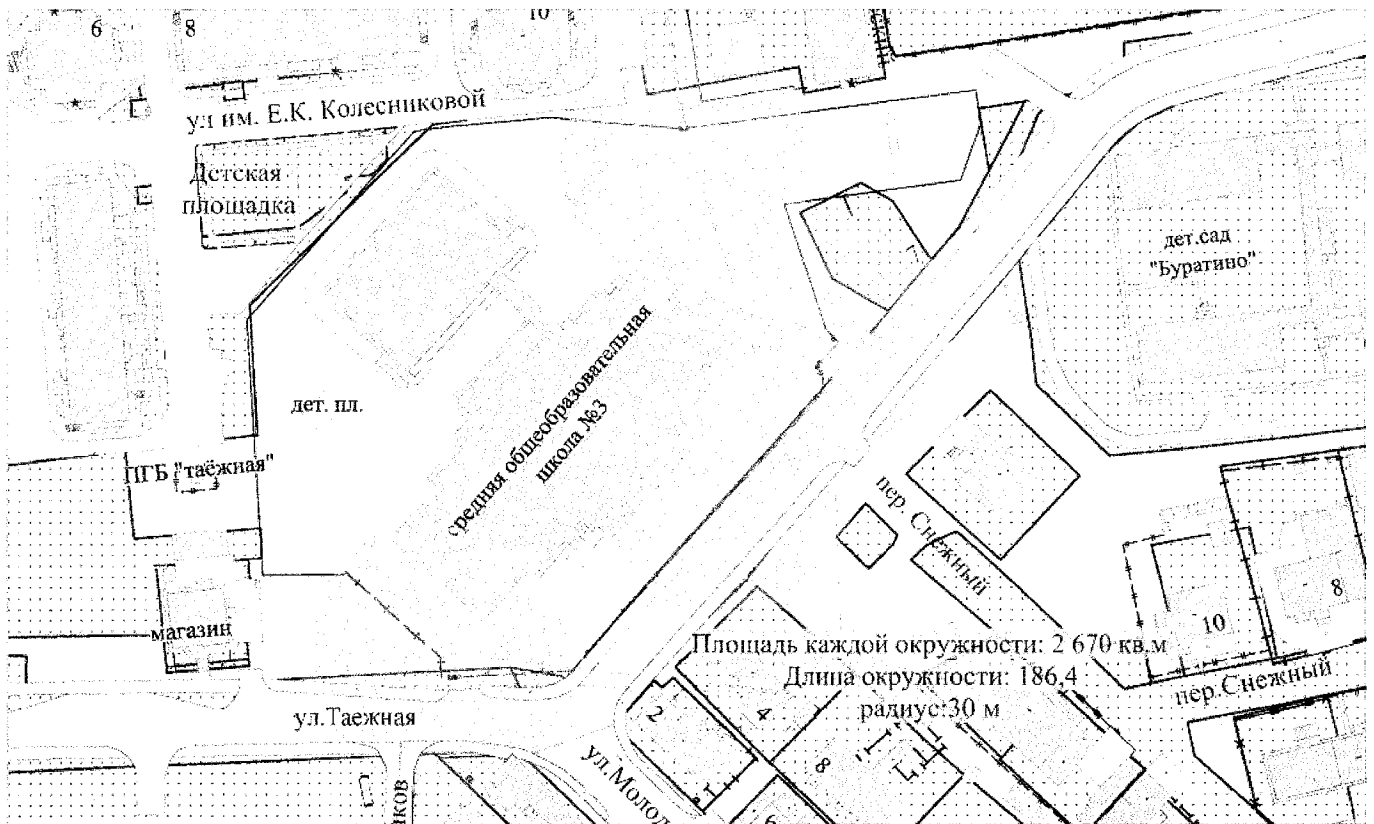 6
8
10
ул им. Е.К. Колесниковой
Детская
площадка
дет.сад
"Буратино"
средняя общеобразовательная
школа №3
дет. пл.
ПГБ "таёжная"
пер. Снежный
магазин
8
10
Площадь каждой окружности: 2 670 кв.м
Длина окружности: 186,4
радиус:30 м
пер.Снежный
ул.Таежная
2
4
8
6
ул.Молод
иков